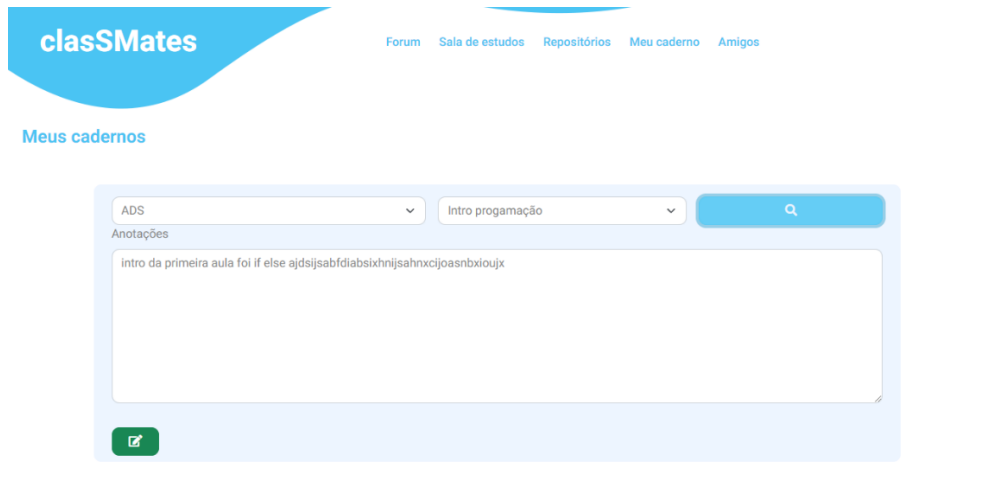 clasSMates
Forum Sala de estudos Repositórios Meu caderno Amigos
Meus cadernos
ADS Intro progamação
Anotações
intro da primeira aula foi if else ajdsijsabfdiabsixhnijsahnxcijoasnbxioujx